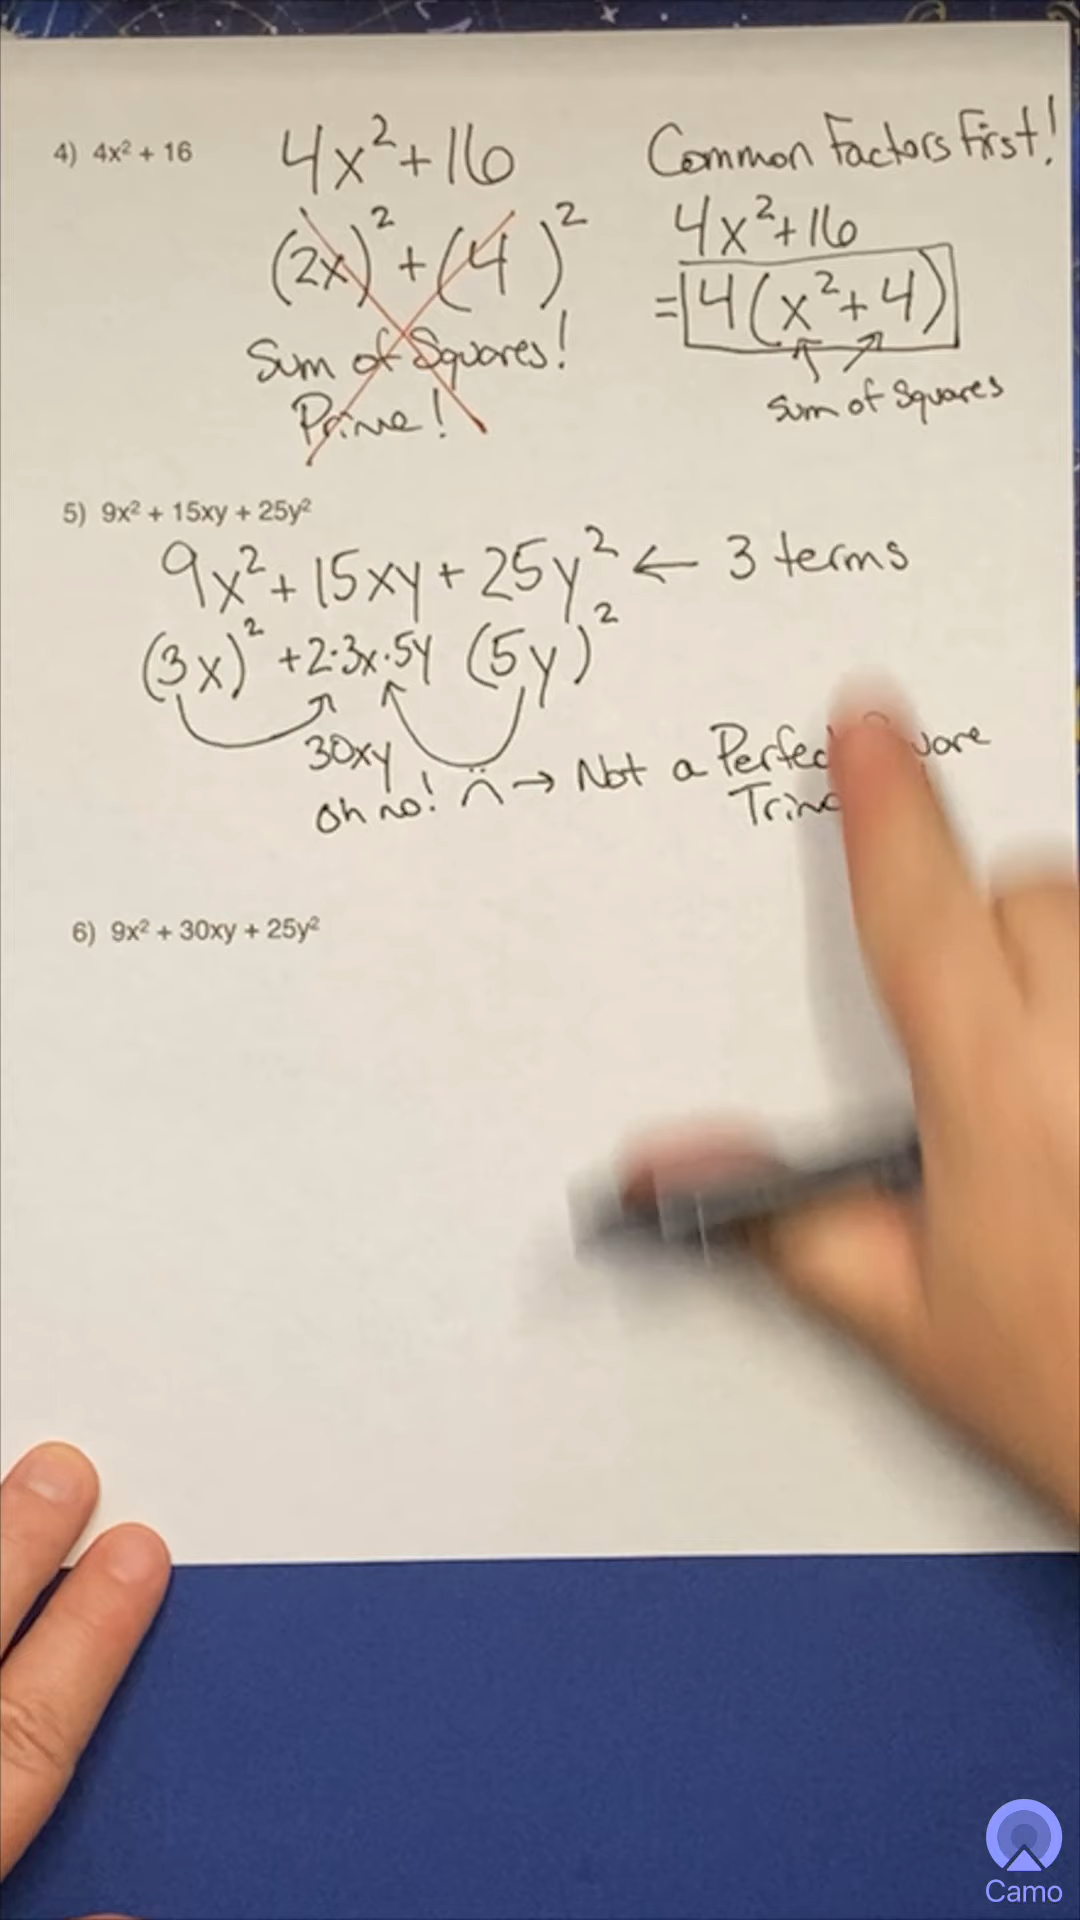 4) 4x² + 16
4x² + 16
(2x)² + (4)²
Sum of Squares!
Prime!
Common Factors First!
4x² + 16
= 4(x² + 4)
Sum of Squares
5) 9x² + 15xy + 25y²
9x² + 15xy + 25y² ← 3 terms
(3x)² + 2·3x·5y (5y)²
30xy
oh no! → Not a
6) 9x² + 30xy + 25y²
Camo